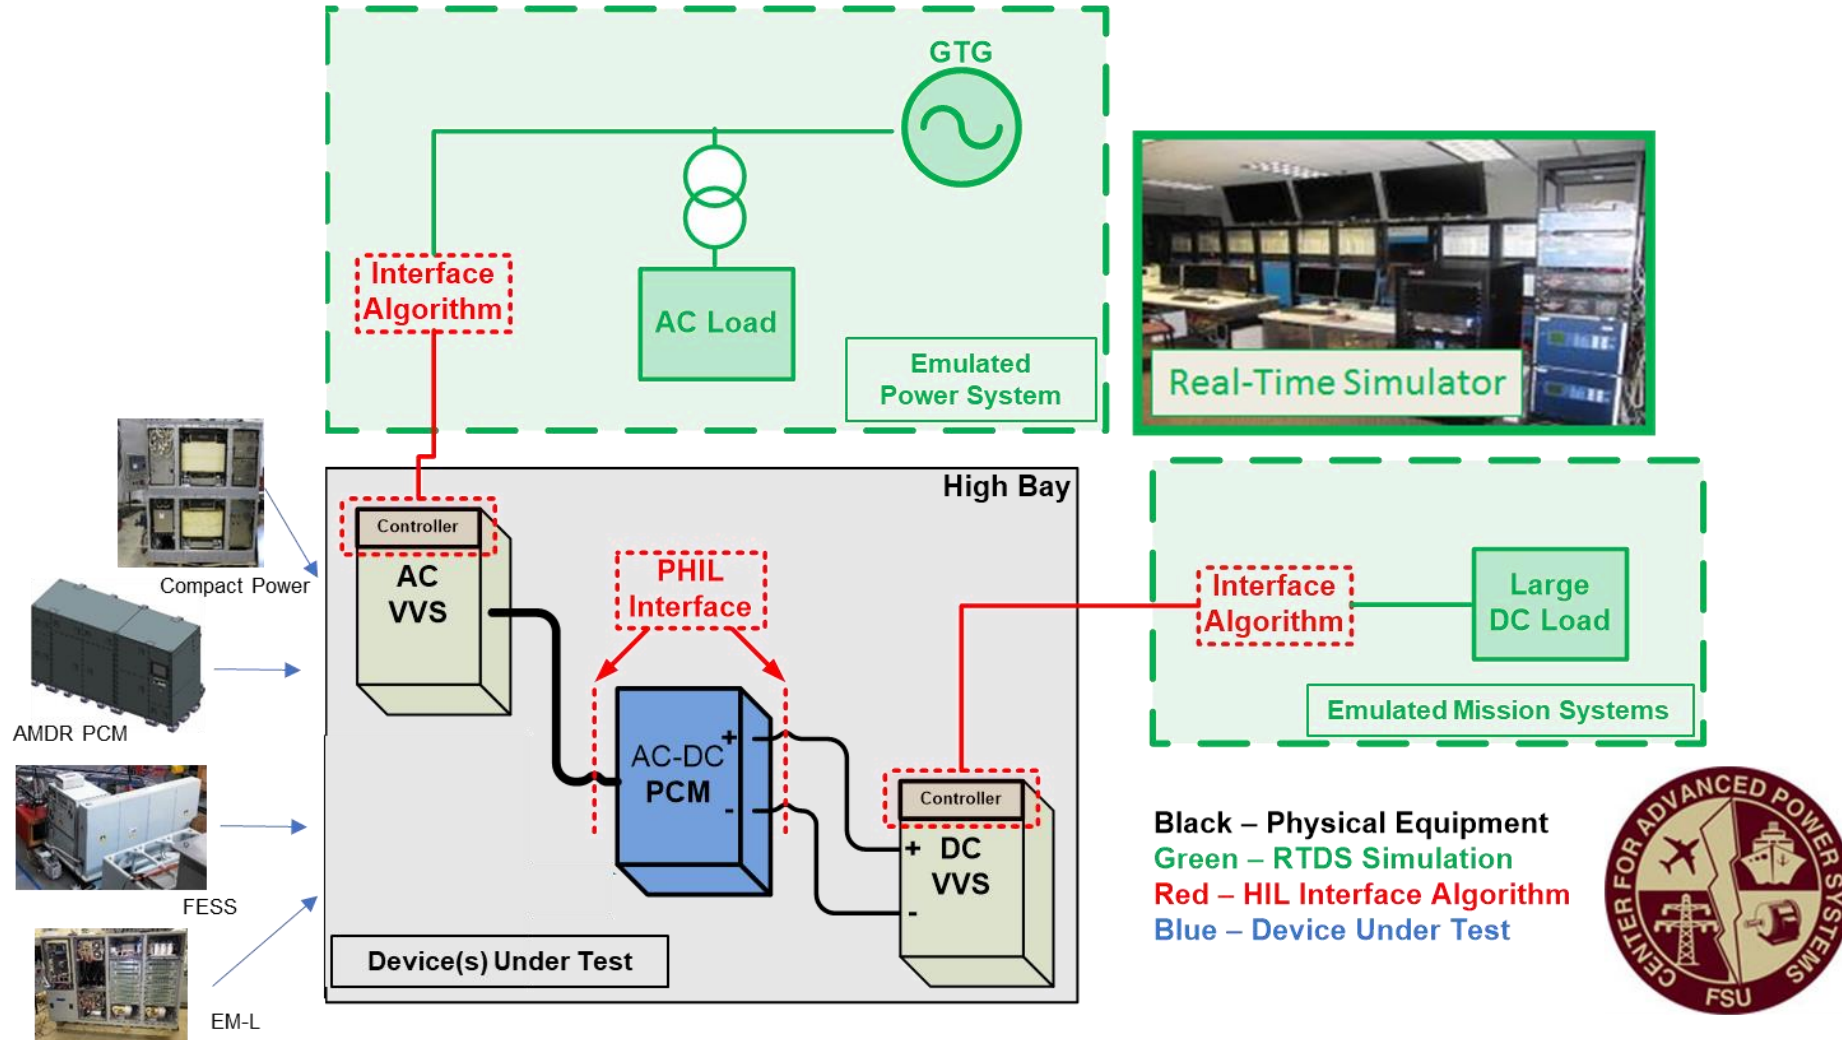 GTG
Interface
Algorithm
AC Load
Emulated
Power System
Real-Time Simulator
High Bay
Controller
AC
VVS
PHIL
Interface
Compact Power
AMDR PCM
FESS
EM-L
AC-DC
PCM
+
-
Controller
+
DC
VVS
-
Device(s) Under Test
Interface
Algorithm
Large
DC Load
Emulated Mission Systems
Black – Physical Equipment
Green – RTDS Simulation
Red – HIL Interface Algorithm
Blue – Device Under Test
CENTER FOR ADVANCED POWER SYSTEMS
FSU